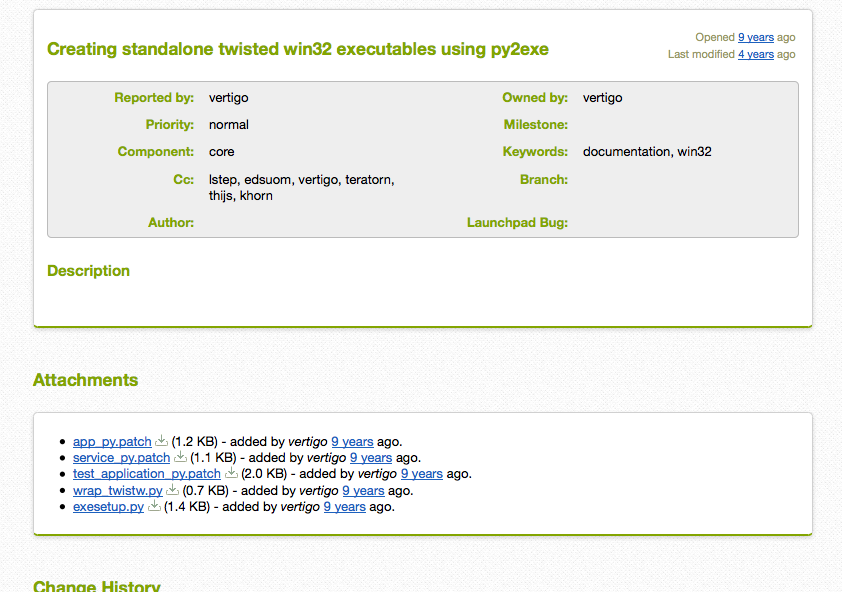 Creating standalone twisted win32 executables using py2exe
Opened 9 years ago
Last modified 4 years ago
Reported by: vertigo Owned by: vertigo
Priority: normal Milestone:
Component: core Keywords: documentation, win32
Cc: lstep, edsuom, vertigo, teratorn, Branch:
thijs, khorn
Author: Launchpad Bug:
Description
Attachments
app_py.patch (1.2 KB) - added by vertigo 9 years ago.
service_py.patch (1.1 KB) - added by vertigo 9 years ago.
test_application_py.patch (2.0 KB) - added by vertigo 9 years ago.
wrap_twistw.py (0.7 KB) - added by vertigo 9 years ago.
exesetup.py (1.4 KB) - added by vertigo 9 years ago.
Change History